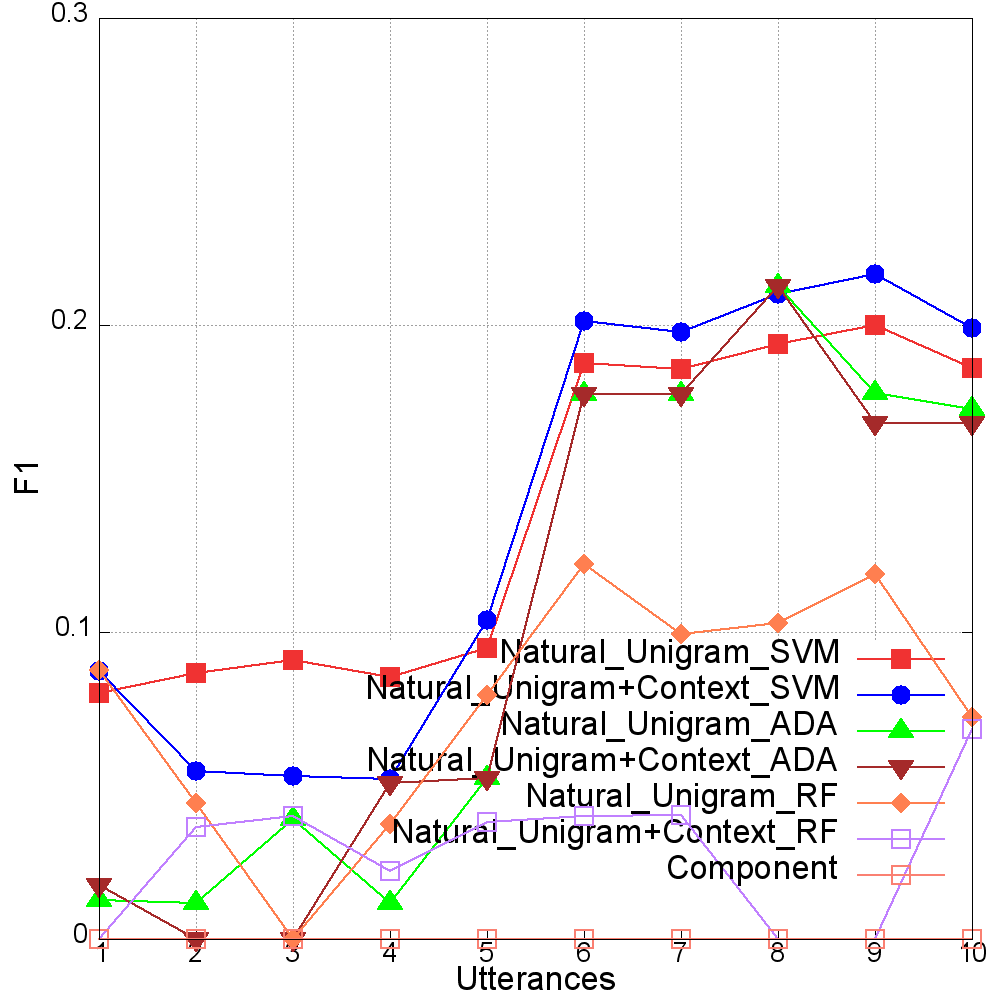 0.3
0.2
0.1
0
F1
Natural_Unigram_SVM
Natural_Unigram+Context_SVM
Natural_Unigram_ADA
Natural_Unigram+Context_ADA
Natural_Unigram_RF
Natural_Unigram+Context_RF
Component
1 2 3 4 5 6 7 8 9 10
Utterances